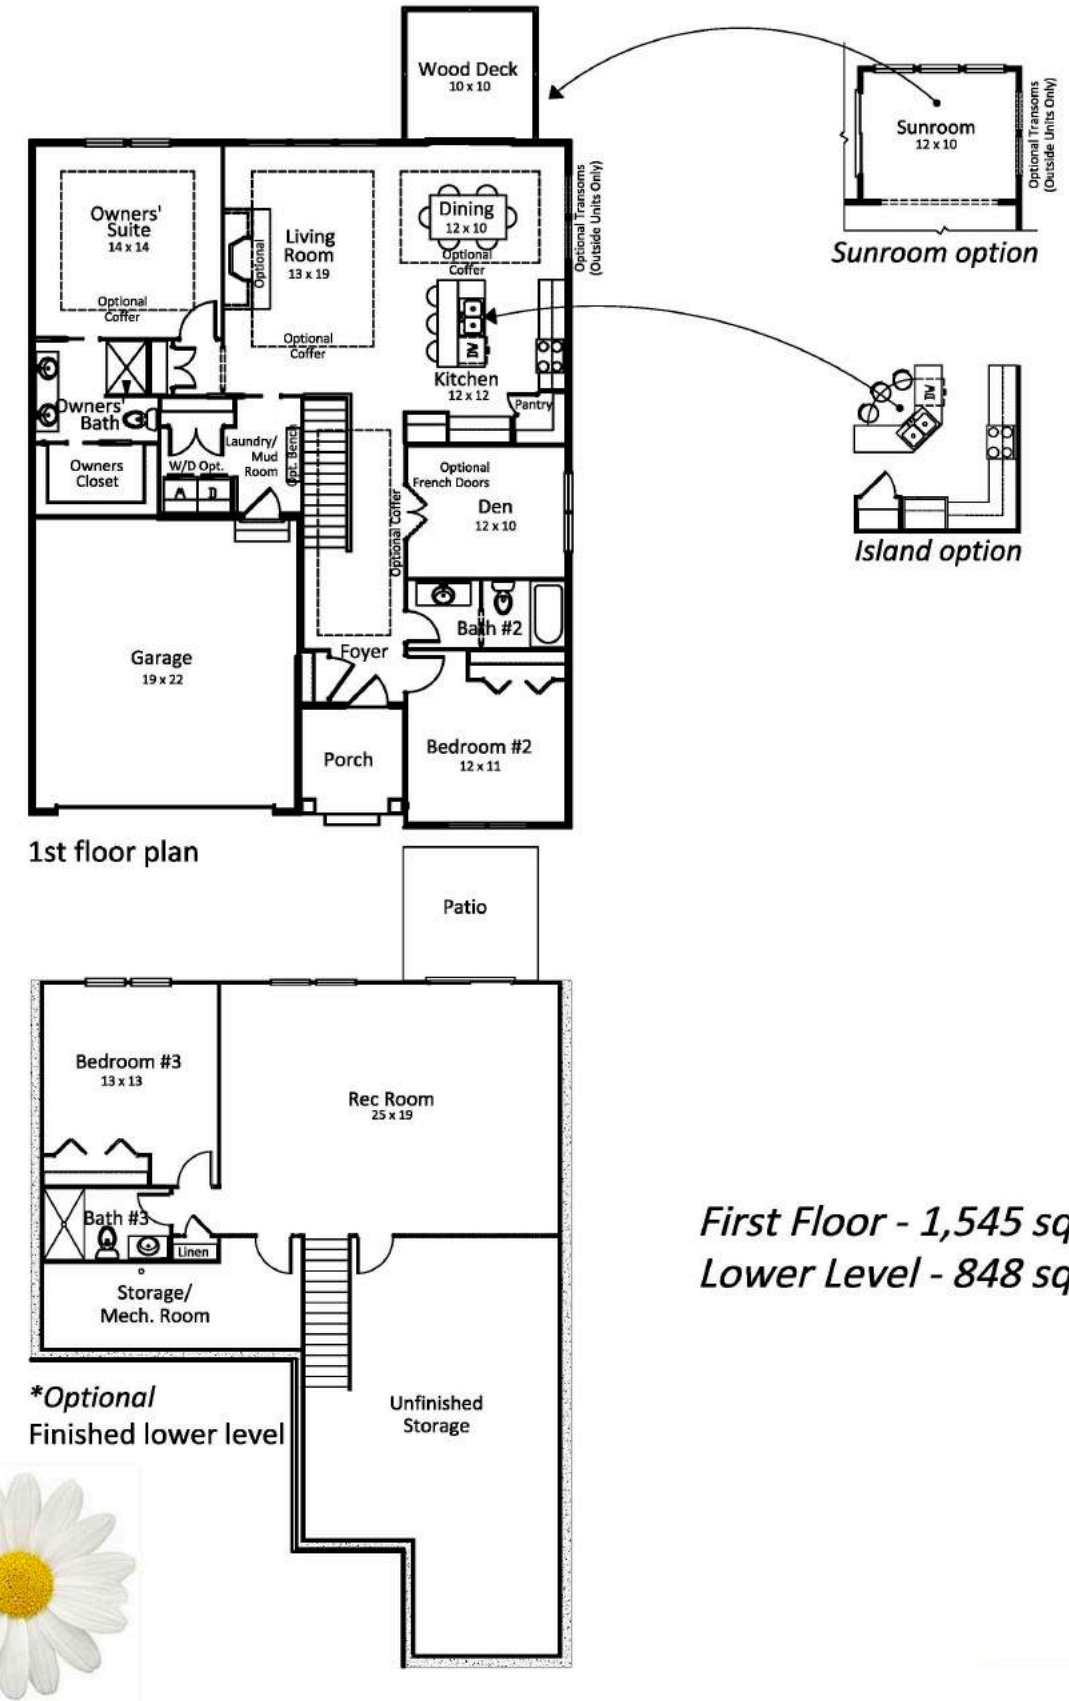 Wood Deck
10 x 10
Sunroom
12 x 10
Optional Transoms
(Outside Units Only)
Sunroom option
Owners'
Suite
14 x 14
Optional
Coffer
Optional
Living
Room
13 x 19
Optional
Coffer
Dining
12 x 10
Optional
Coffer
Optional Transoms
(Outside Units Only)
DW
Kitchen
12 x 12
Pantry
DW
Island option
Owners'
Bath
Owners
Closet
W/D Opt.
D
Laundry/
Mud
Room
Opt. Bench
Optional Coffer
Optional
French Doors
Den
12 x 10
Bath #2
Foyer
Garage
19 x 22
Porch
Bedroom #2
12 x 11
1st floor plan
Patio
Bedroom #3
13 x 13
Rec Room
25 x 19
Bath #3
Linen
Storage/
Mech. Room
First Floor - 1,545 sq
Lower Level - 848 sq
*Optional
Finished lower level
Unfinished
Storage